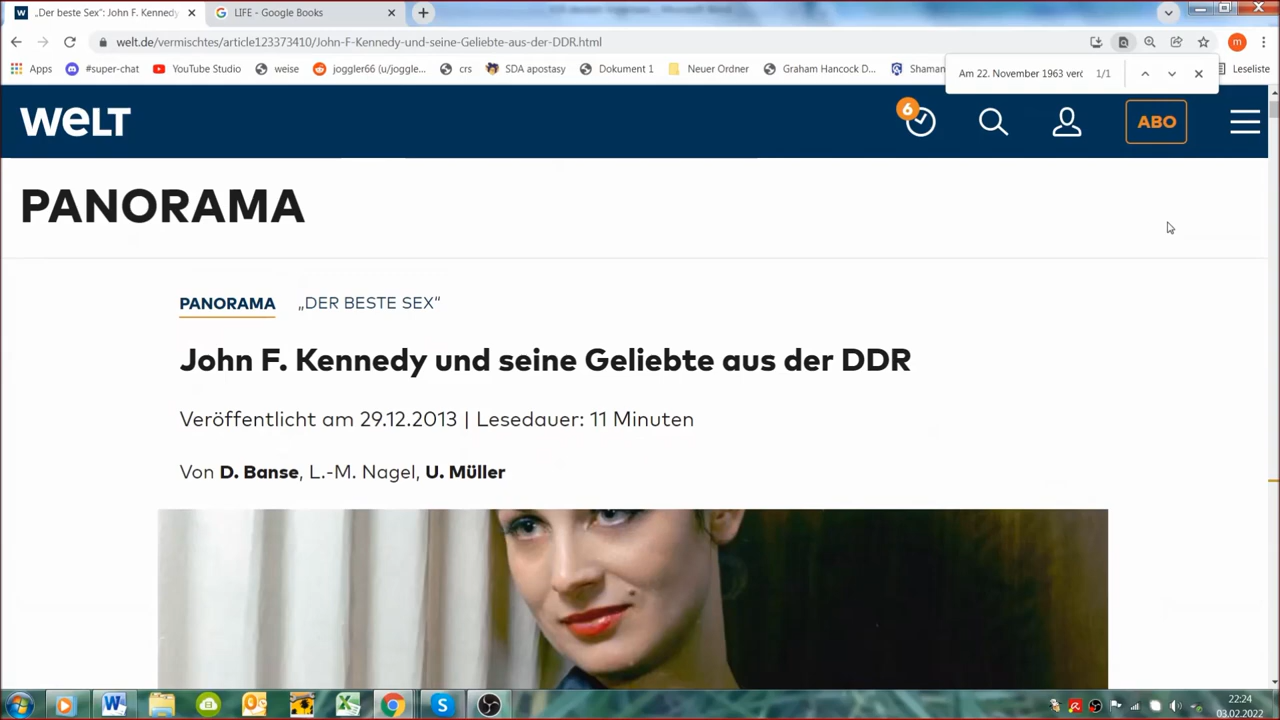 „Der beste Sex“: John F. Kennedy
LIFE - Google Books
welt.de/vermischtes/article123373410/John-F-Kennedy-und-seine-Geliebte-aus-der-DDR.html
Apps #super-chat YouTube Studio weise joggler66 (u/joggle... crs SDA apostasy Dokument 1 Neuer Ordner Graham Hancock D... Shaman Leseliste
Am 22. November 1963 verö 1/1
WELT
6
ABO
PANORAMA
PANORAMA „DER BESTE SEX“
John F. Kennedy und seine Geliebte aus der DDR
Veröffentlicht am 29.12.2013 | Lesedauer: 11 Minuten
Von D. Banse, L.-M. Nagel, U. Müller
22:24
03.02.2022